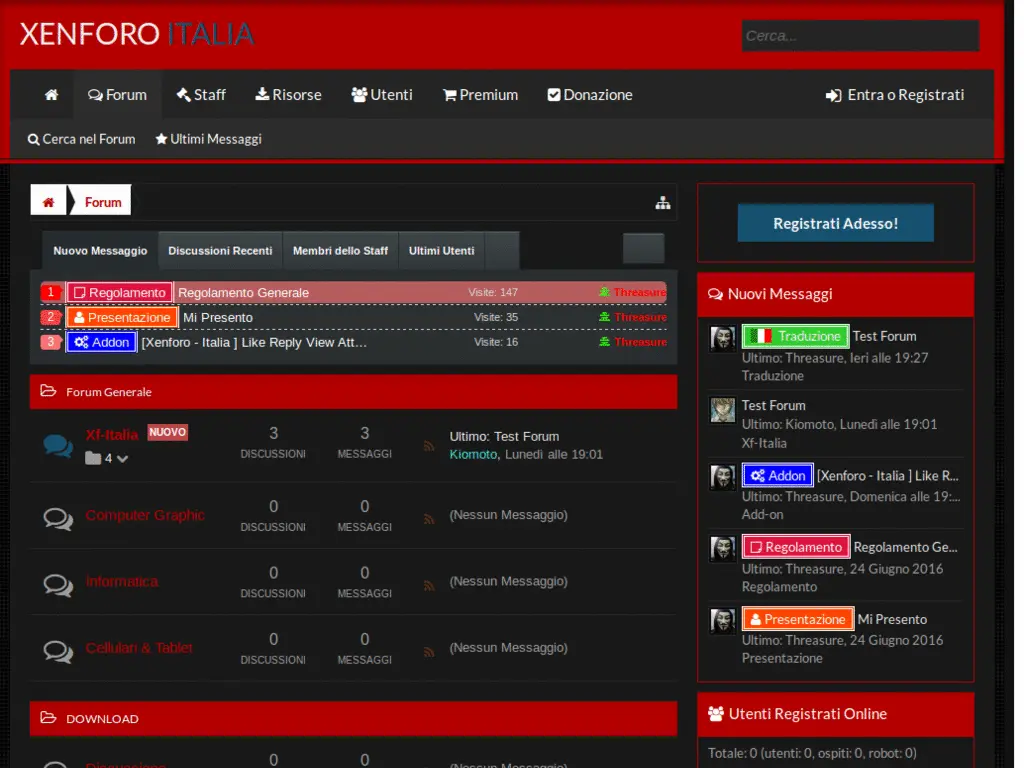 XENFORO ITALIA
Cerca...
Forum Staff Risorse Utenti Premium Donazione Entra o Registrati
Cerca nel Forum Ultimi Messaggi
Forum
Nuovo Messaggio Discussioni Recenti Membri dello Staff Ultimi Utenti
1 Regolamento Regolamento Generale Visite: 147 Threasure
2 Presentazione Mi Presento Visite: 35 Threasure
3 Addon [Xenforo - Italia ] Like Reply View Att... Visite: 16 Threasure
Forum Generale
Xf-Italia NUOVO
4
3
DISCUSSIONI
3
MESSAGGI
Ultimo: Test Forum
Kiomoto, Lunedì alle 19:01
Computer Graphic
0
DISCUSSIONI
0
MESSAGGI
(Nessun Messaggio)
Informatica
0
DISCUSSIONI
0
MESSAGGI
(Nessun Messaggio)
Cellulari & Tablet
0
DISCUSSIONI
0
MESSAGGI
(Nessun Messaggio)
DOWNLOAD
0
0
Registrati Adesso!
Nuovi Messaggi
Traduzione Test Forum
Ultimo: Threasure, Ieri alle 19:27
Traduzione
Test Forum
Ultimo: Kiomoto, Lunedì alle 19:01
Xf-Italia
Addon [Xenforo - Italia ] Like R...
Ultimo: Threasure, Domenica alle 19:...
Add-on
Regolamento Regolamento Ge...
Ultimo: Threasure, 24 Giugno 2016
Regolamento
Presentazione Mi Presento
Ultimo: Threasure, 24 Giugno 2016
Presentazione
Utenti Registrati Online
Totale: 0 (utenti: 0, ospiti: 0, robot: 0)